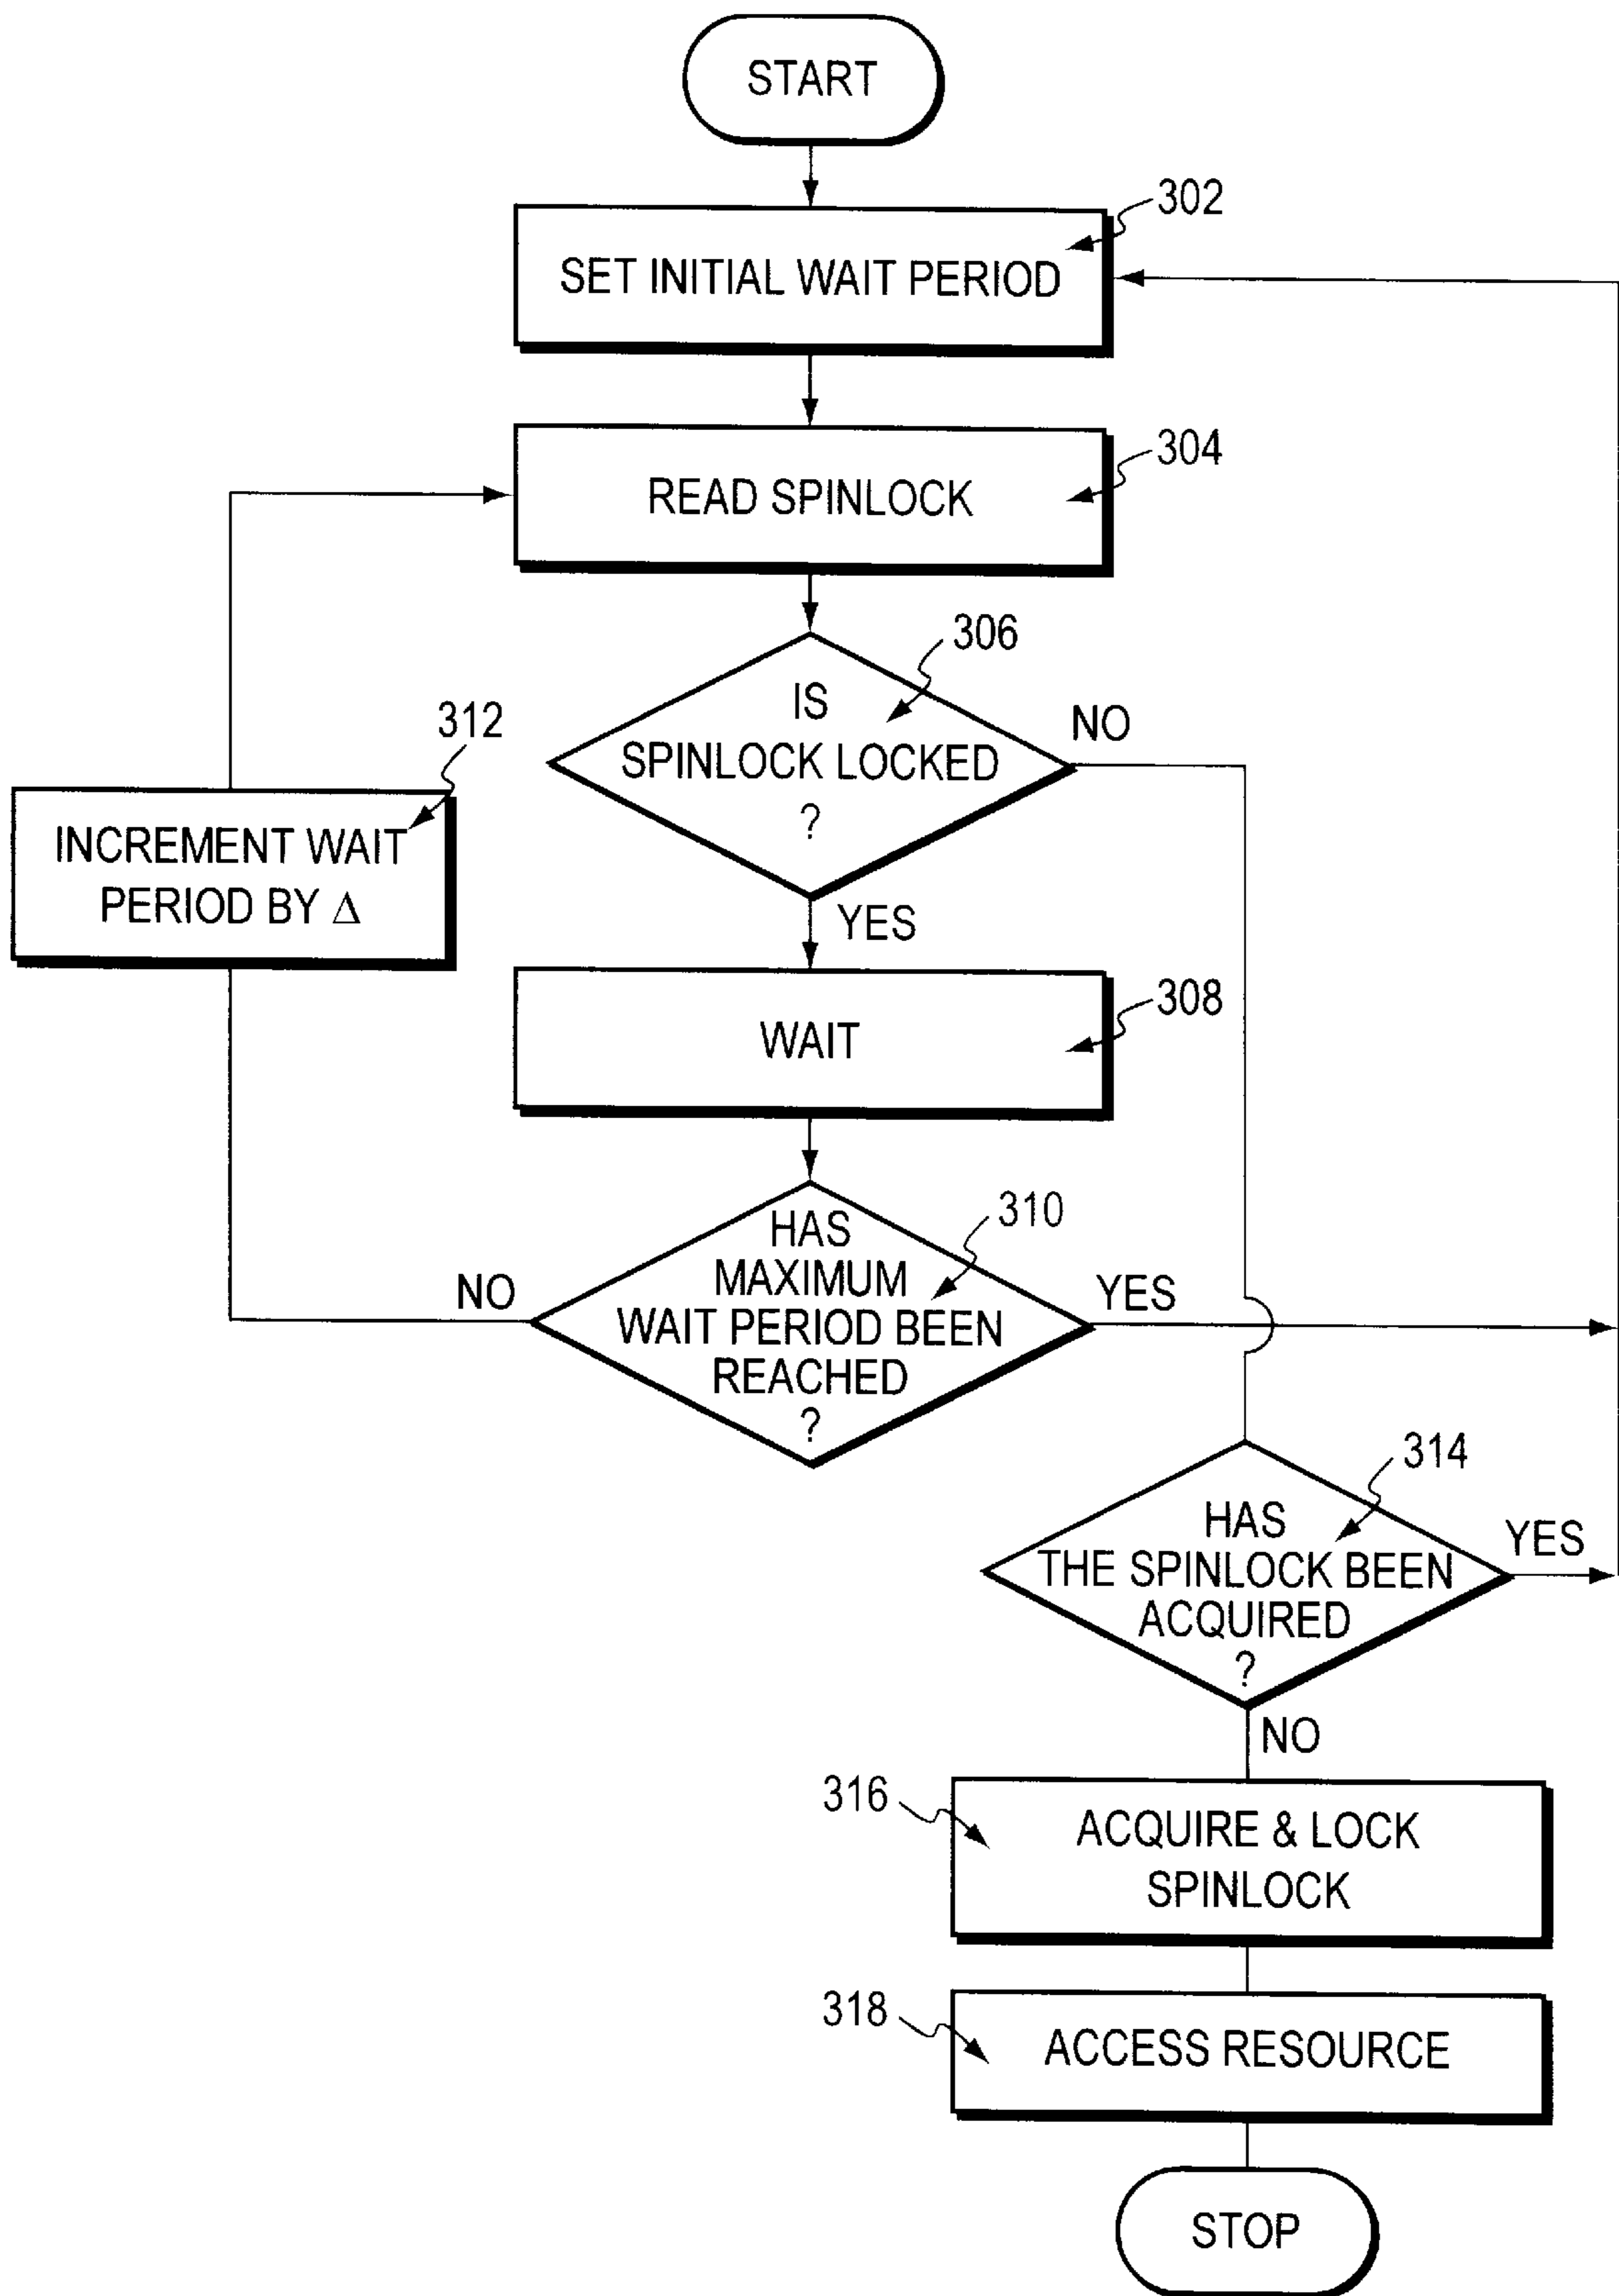 START
302
SET INITIAL WAIT PERIOD
304
READ SPINLOCK
306
IS
SPINLOCK LOCKED
?
NO
YES
312
INCREMENT WAIT
PERIOD BY Δ
308
WAIT
310
HAS
MAXIMUM
WAIT PERIOD BEEN
REACHED
?
NO
YES
314
HAS
THE SPINLOCK BEEN
ACQUIRED
?
YES
NO
316
ACQUIRE & LOCK
SPINLOCK
318
ACCESS RESOURCE
STOP